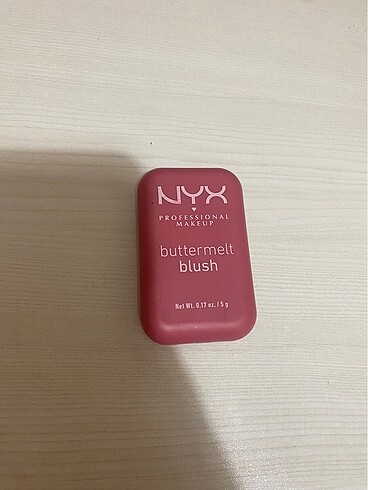 NYX
PROFESSIONAL
MAKEUP
buttermelt
blush
Net Wt. 0.17 oz. / 5 g